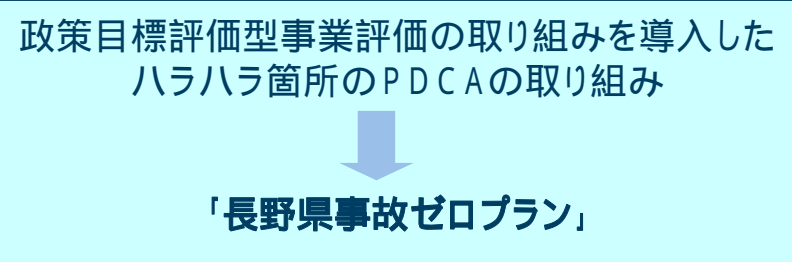 政策目標評価型事業評価の取り組みを導入した
ハラハラ箇所のPDCAの取り組み
「長野県事故ゼロプラン」